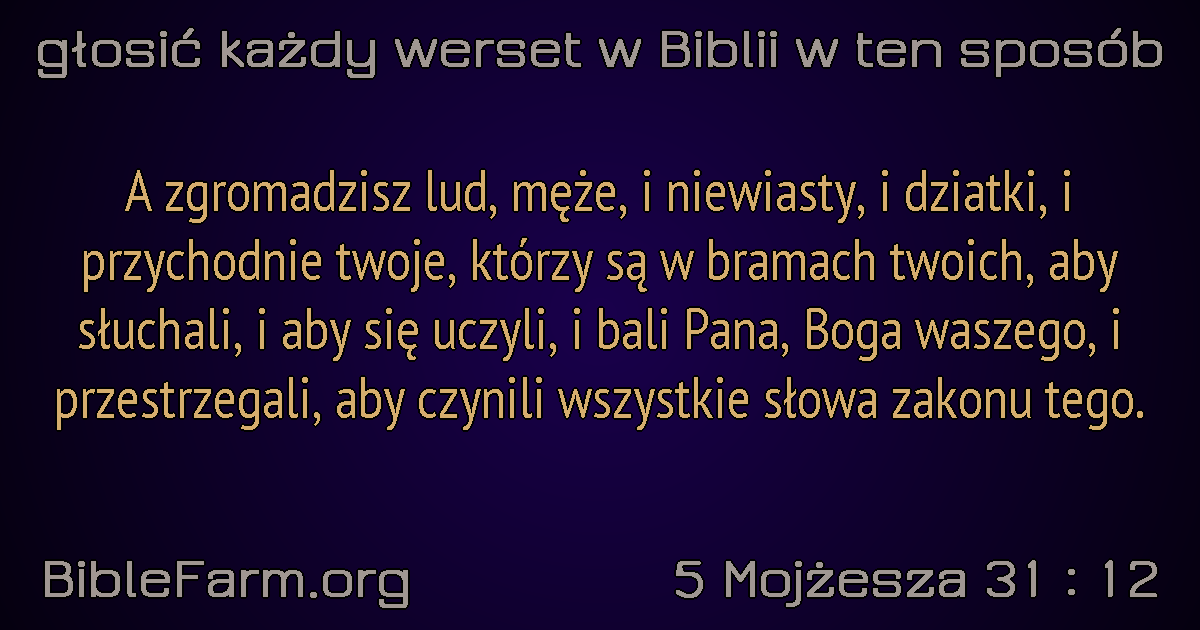 głosić każdy werset w Biblii w ten sposób
A zgromadzisz lud, męże, i niewiasty, i dziatki, i
przychodnie twoje, którzy są w bramach twoich, aby
słuchali, i aby się uczyli, i bali Pana, Boga waszego, i
przestrzegali, aby czynili wszystkie słowa zakonu tego.
BibleFarm.org
5 Mojżesza 31 : 12